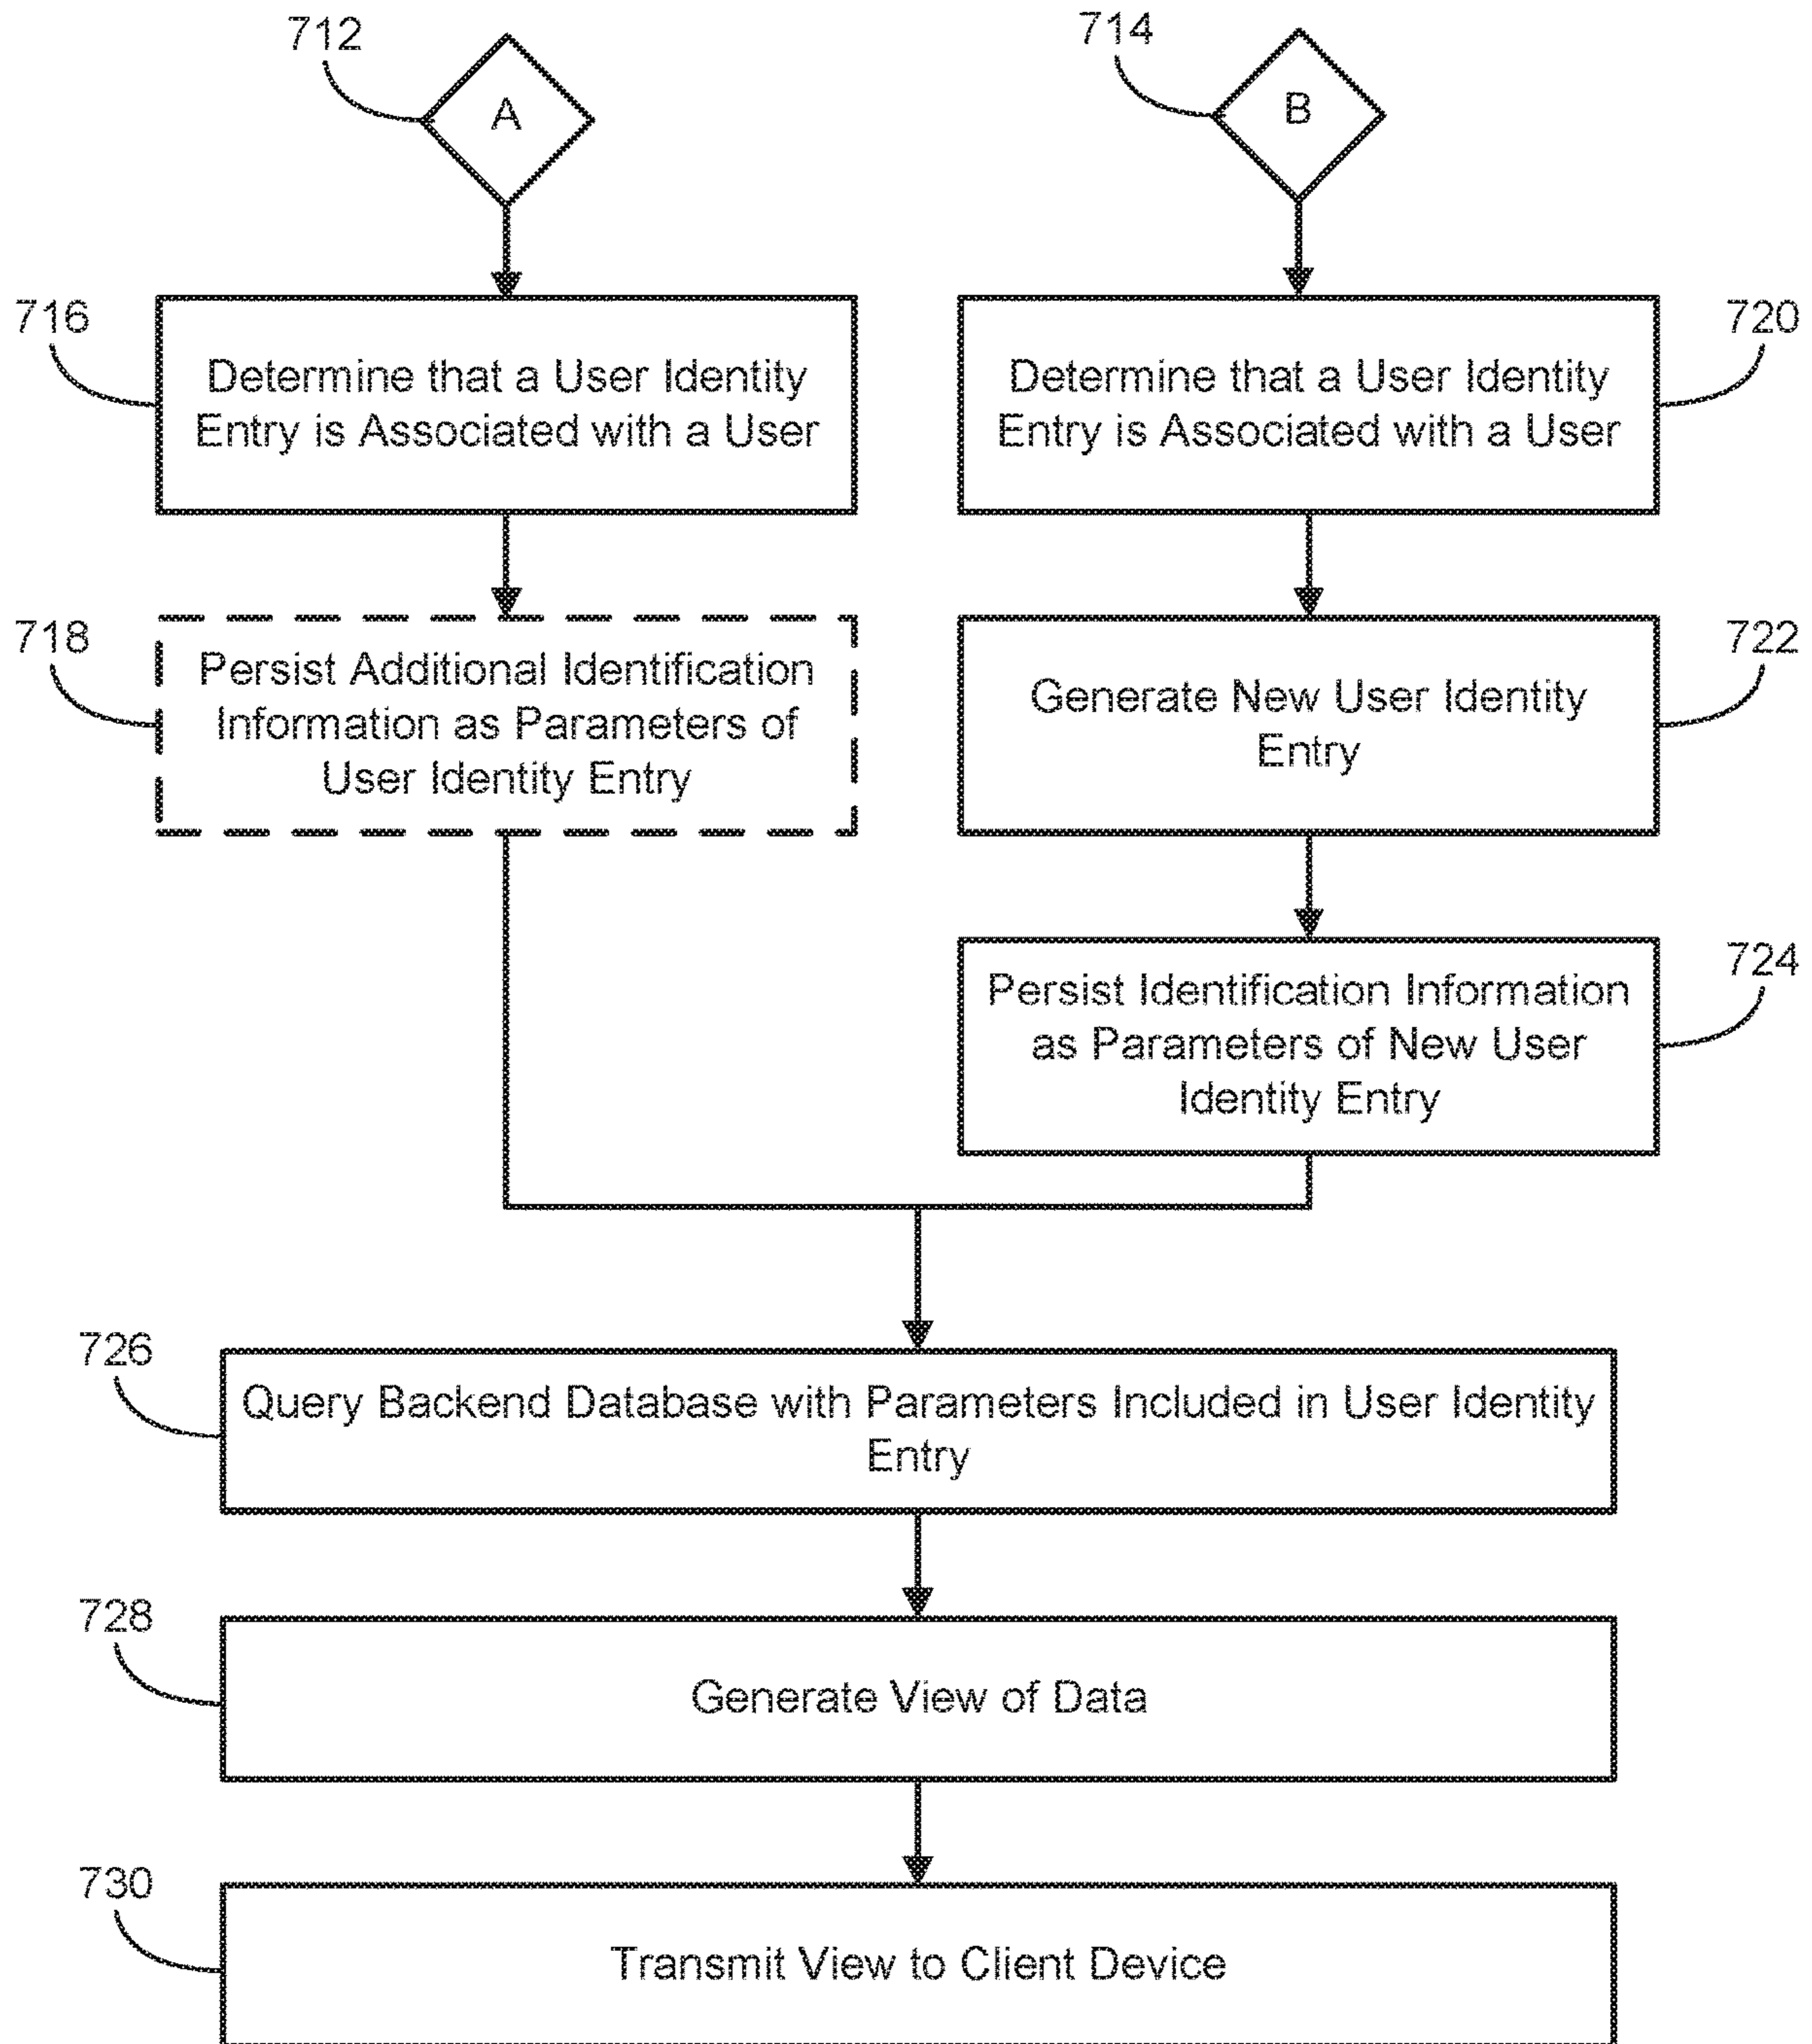 712
A
714
B
716
Determine that a User Identity
Entry is Associated with a User
720
Determine that a User Identity
Entry is Associated with a User
718
Persist Additional Identification
Information as Parameters of
User Identity Entry
722
Generate New User Identity
Entry
724
Persist Identification Information
as Parameters of New User
Identity Entry
726
Query Backend Database with Parameters Included in User Identity
Entry
728
Generate View of Data
730
Transmit View to Client Device